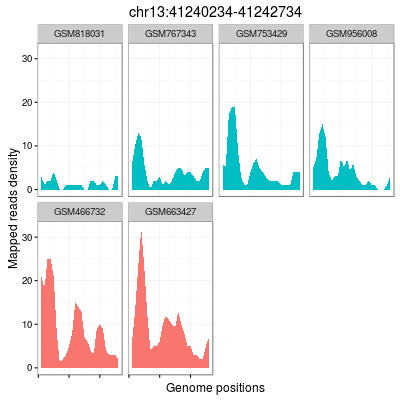 chr13:41240234-41242734
GSM818031 GSM767343 GSM753429 GSM956008
30
20
10
0
Mapped reads density
GSM466732 GSM663427
30
20
10
0
Genome positions